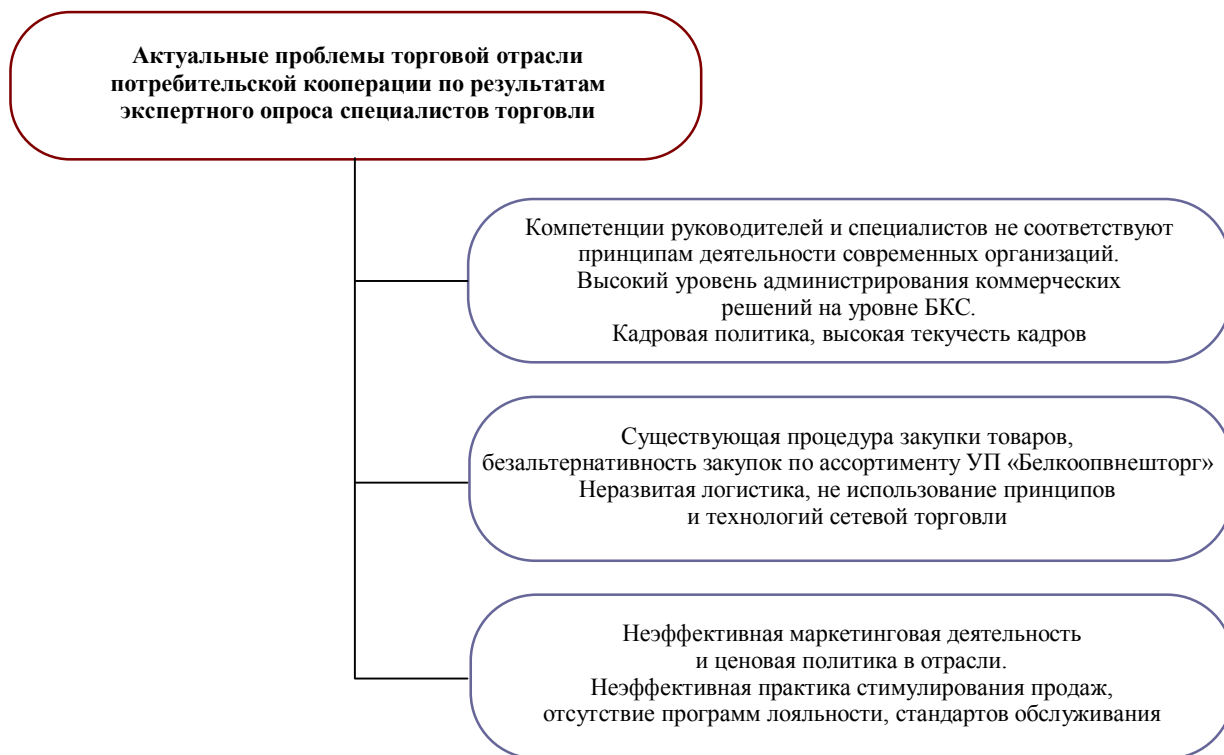 Актуальные проблемы торговой отрасли
потребительской кооперации по результатам
экспертного опроса специалистов торговли
Компетенции руководителей и специалистов не соответствуют
принципам деятельности современных организаций.
Высокий уровень администрирования коммерческих
решений на уровне БКС.
Кадровая политика, высокая текучесть кадров
Существующая процедура закупки товаров,
безальтернативность закупок по ассортименту УП «Белкоопвнешторг»
Неразвитая логистика, не использование принципов
и технологий сетевой торговли
Неэффективная маркетинговая деятельность
и ценовая политика в отрасли.
Неэффективная практика стимулирования продаж,
отсутствие программ лояльности, стандартов обслуживания